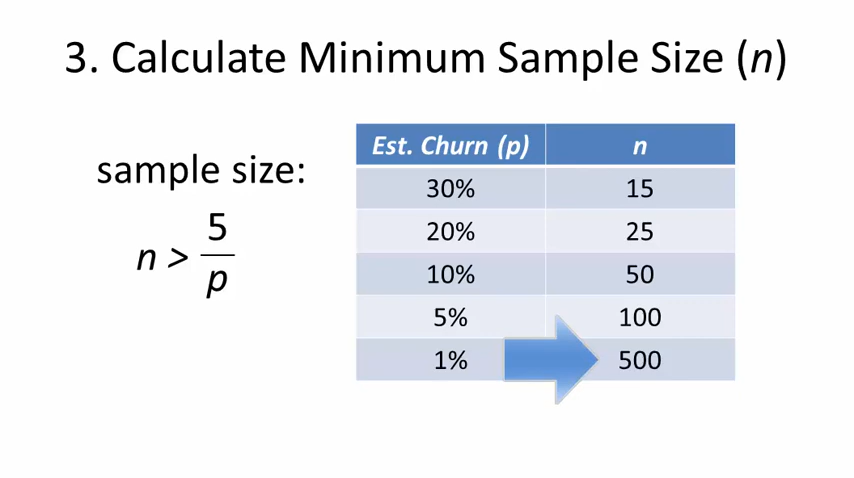 3. Calculate Minimum Sample Size (n)
sample size:
n > 5/p
Est. Churn (p) n
30% 15
20% 25
10% 50
5% 100
1% 500